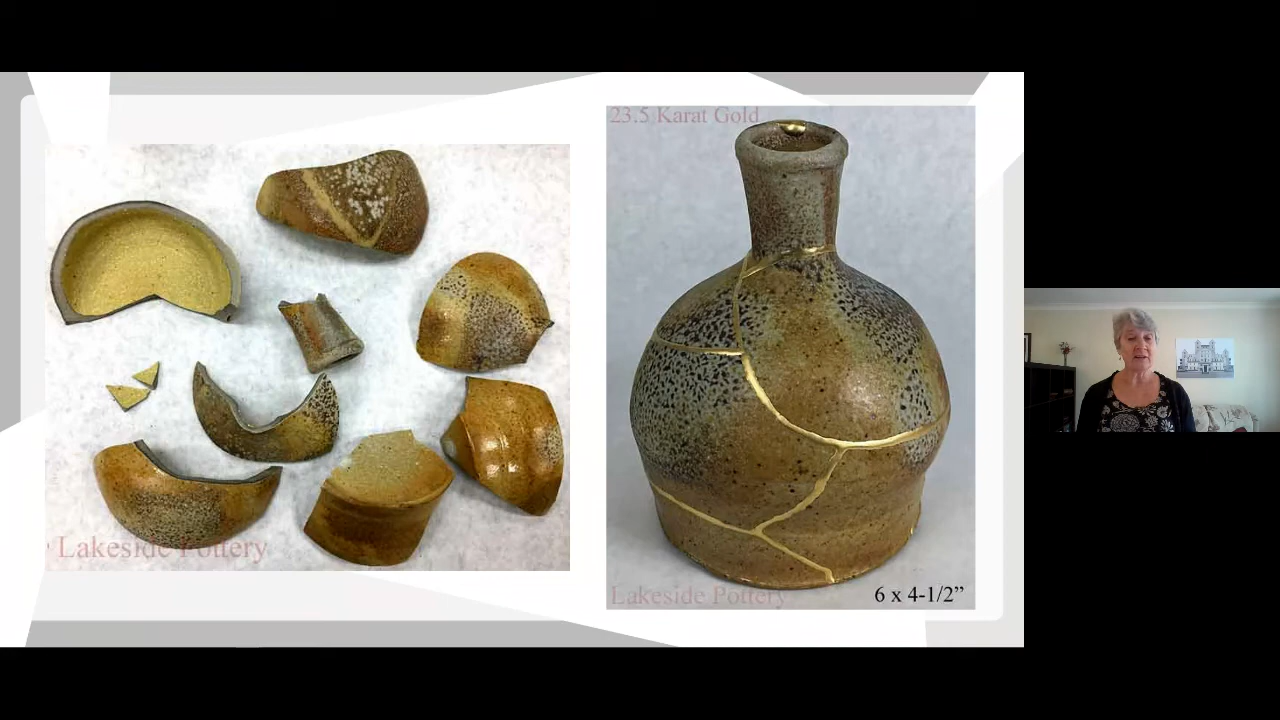 Lakeside Pottery
23.5 Karat Gold
Lakeside Pottery
6 x 4-1/2”